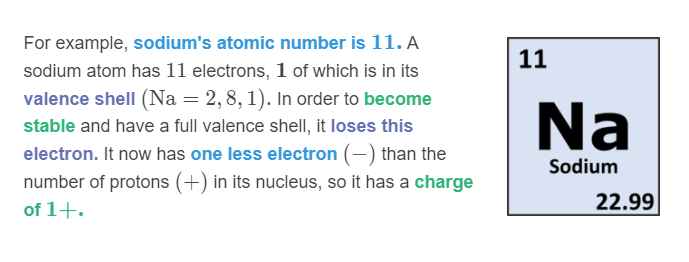 For example, sodium's atomic number is 11. A
sodium atom has 11 electrons, 1 of which is in its
valence shell (Na = 2, 8, 1). In order to become
stable and have a full valence shell, it loses this
electron. It now has one less electron (−) than the
number of protons (+) in its nucleus, so it has a charge
of 1+.
11
Na
Sodium
22.99